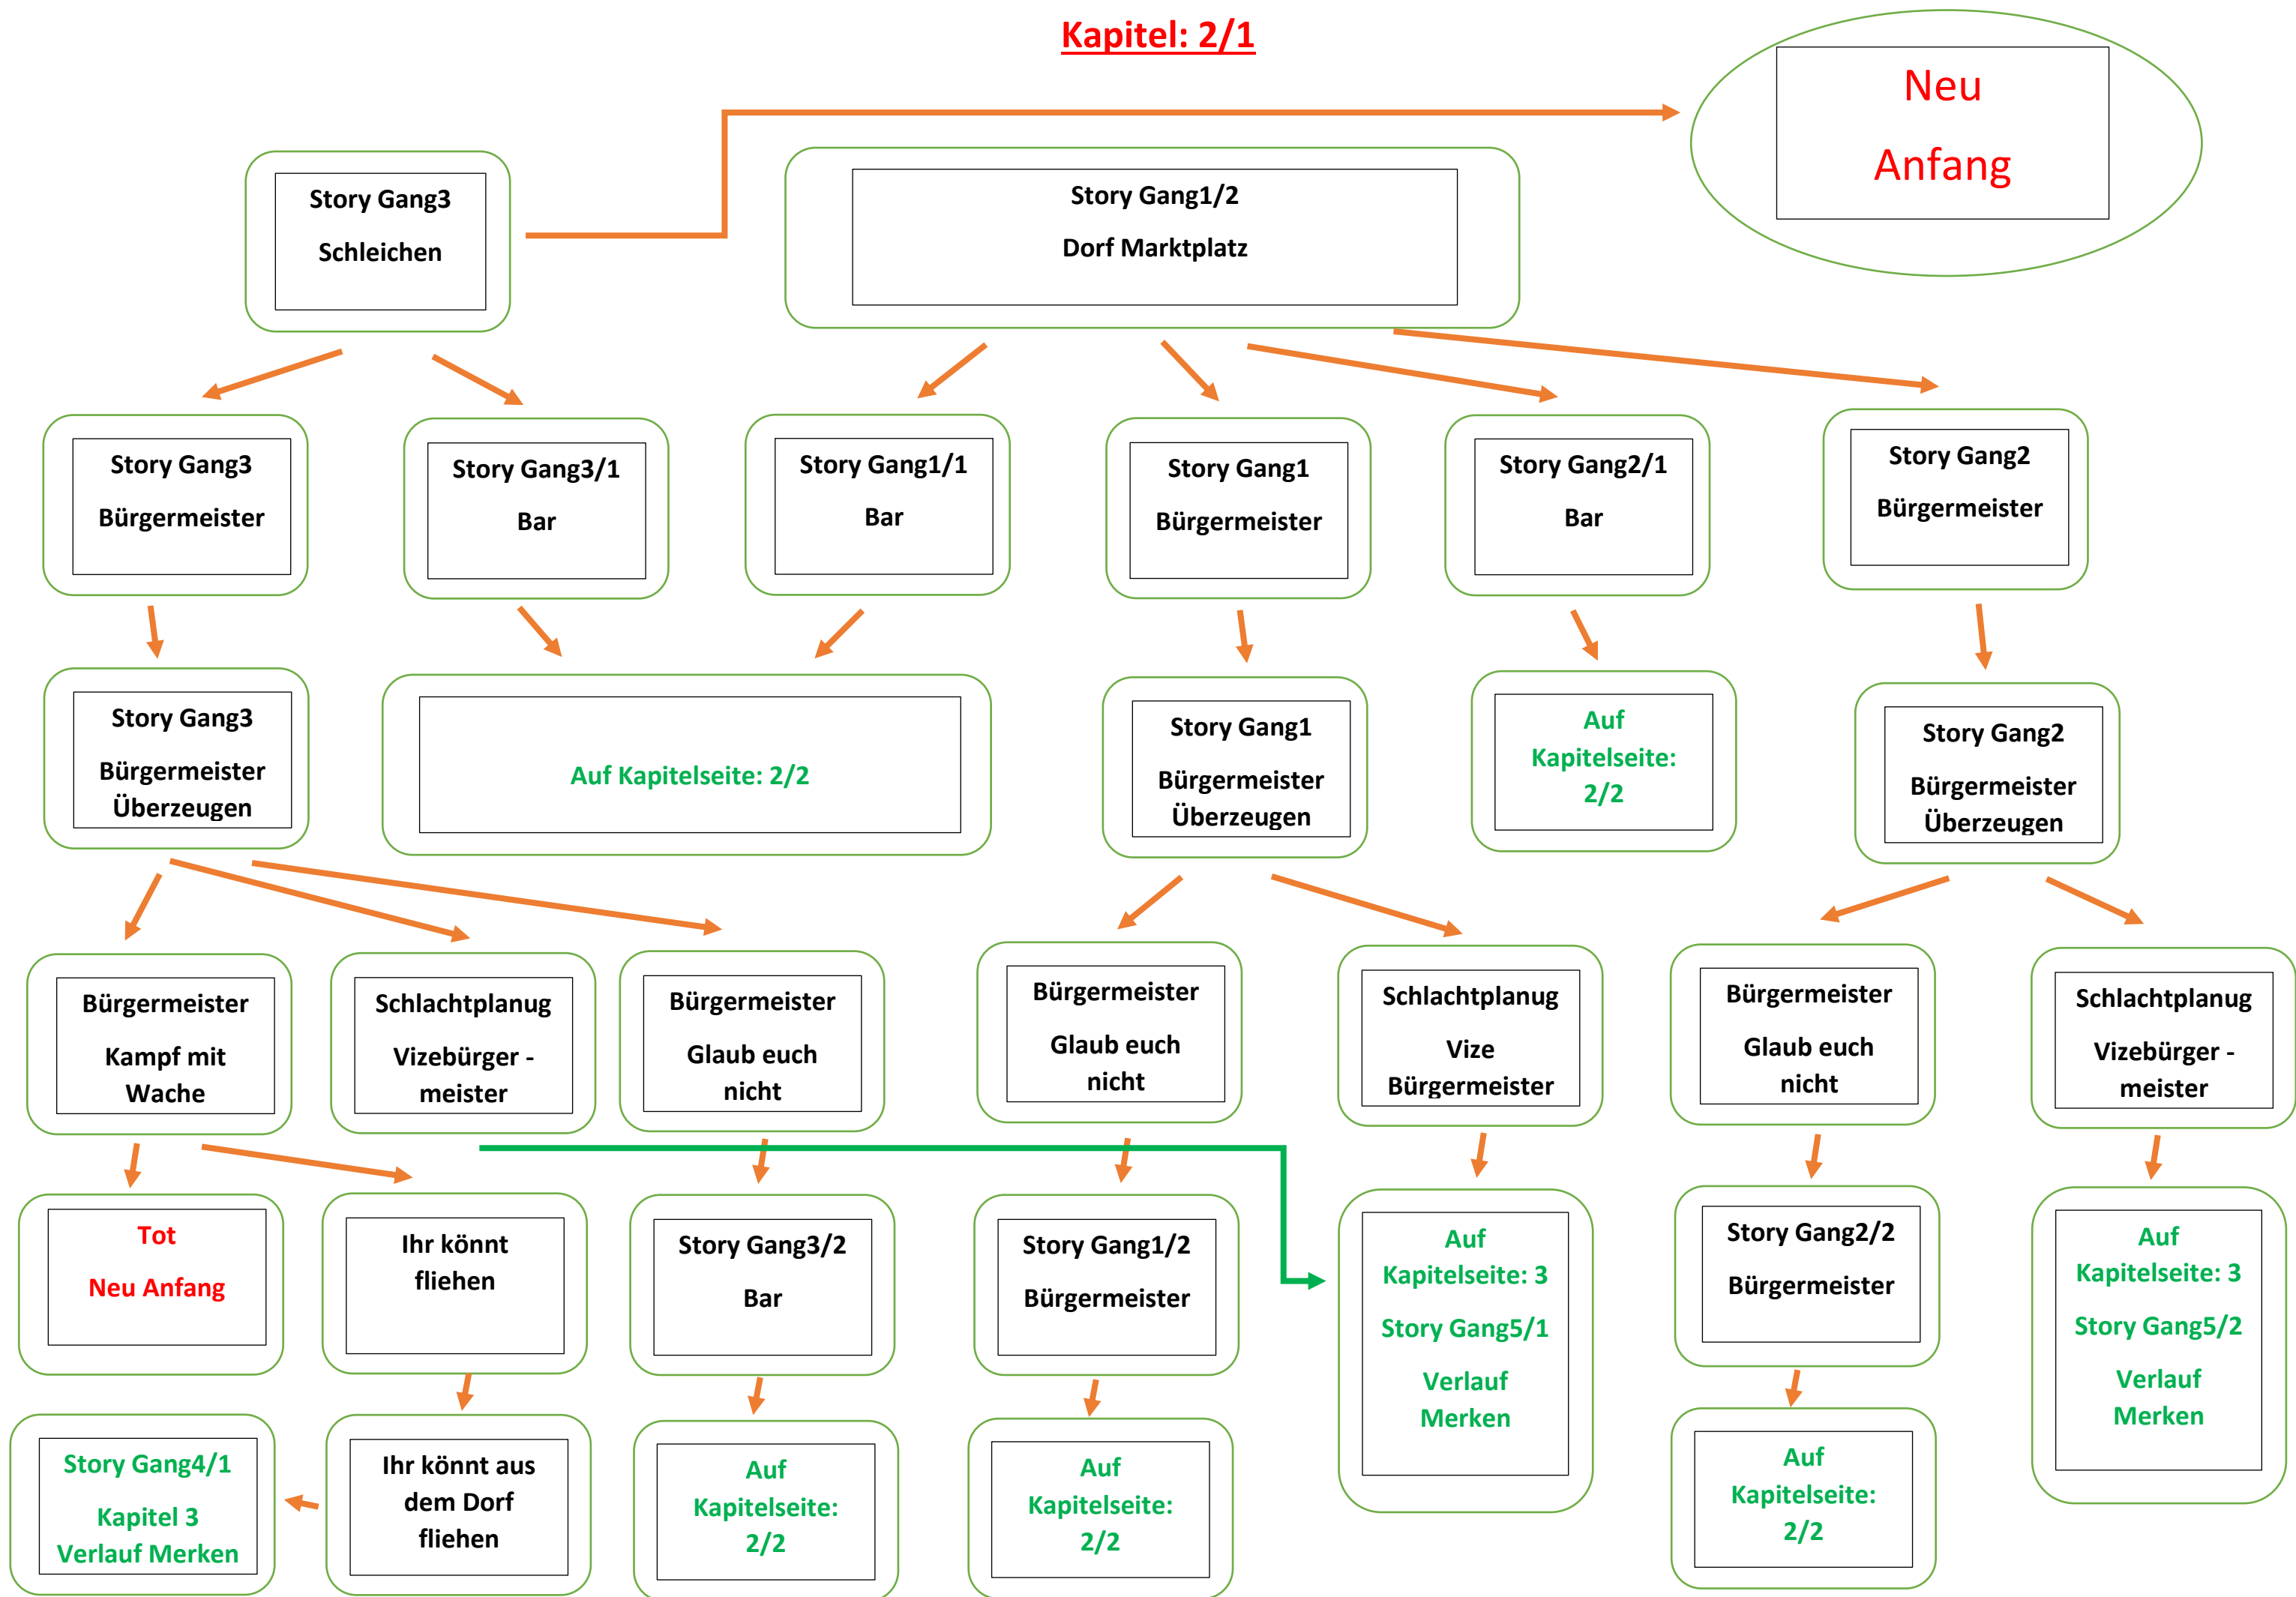 Kapitel: 2/1
Neu
Anfang
Story Gang3
Schleichen
Story Gang1/2
Dorf Marktplatz
Story Gang3
Bürgermeister
Story Gang3/1
Bar
Story Gang1/1
Bar
Story Gang1
Bürgermeister
Story Gang2/1
Bar
Story Gang2
Bürgermeister
Story Gang3
Bürgermeister
Überzeugen
Auf Kapitelseite: 2/2
Story Gang1
Bürgermeister
Überzeugen
Auf
Kapitelseite:
2/2
Story Gang2
Bürgermeister
Überzeugen
Bürgermeister
Kampf mit
Wache
Schlachtplanug
Vizebürger -
meister
Bürgermeister
Glaub euch
nicht
Bürgermeister
Glaub euch
nicht
Schlachtplanug
Vize
Bürgermeister
Bürgermeister
Glaub euch
nicht
Schlachtplanug
Vizebürger -
meister
Tot
Neu Anfang
Ihr könnt
fliehen
Story Gang3/2
Bar
Story Gang1/2
Bürgermeister
Auf
Kapitelseite: 3
Story Gang5/1
Verlauf
Merken
Story Gang2/2
Bürgermeister
Auf
Kapitelseite: 3
Story Gang5/2
Verlauf
Merken
Story Gang4/1
Kapitel 3
Verlauf Merken
Ihr könnt aus
dem Dorf
fliehen
Auf
Kapitelseite:
2/2
Auf
Kapitelseite:
2/2
Auf
Kapitelseite:
2/2